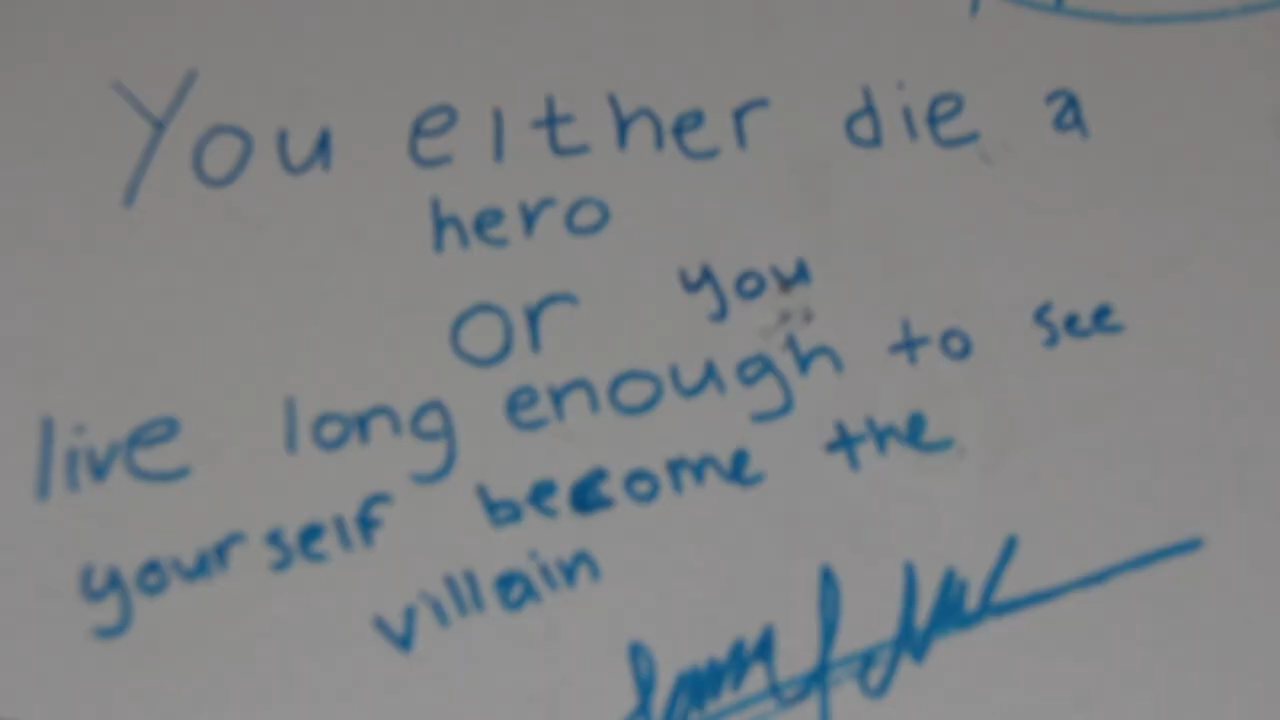 You either die a
hero
or you
live long enough to see
yourself become the
villain